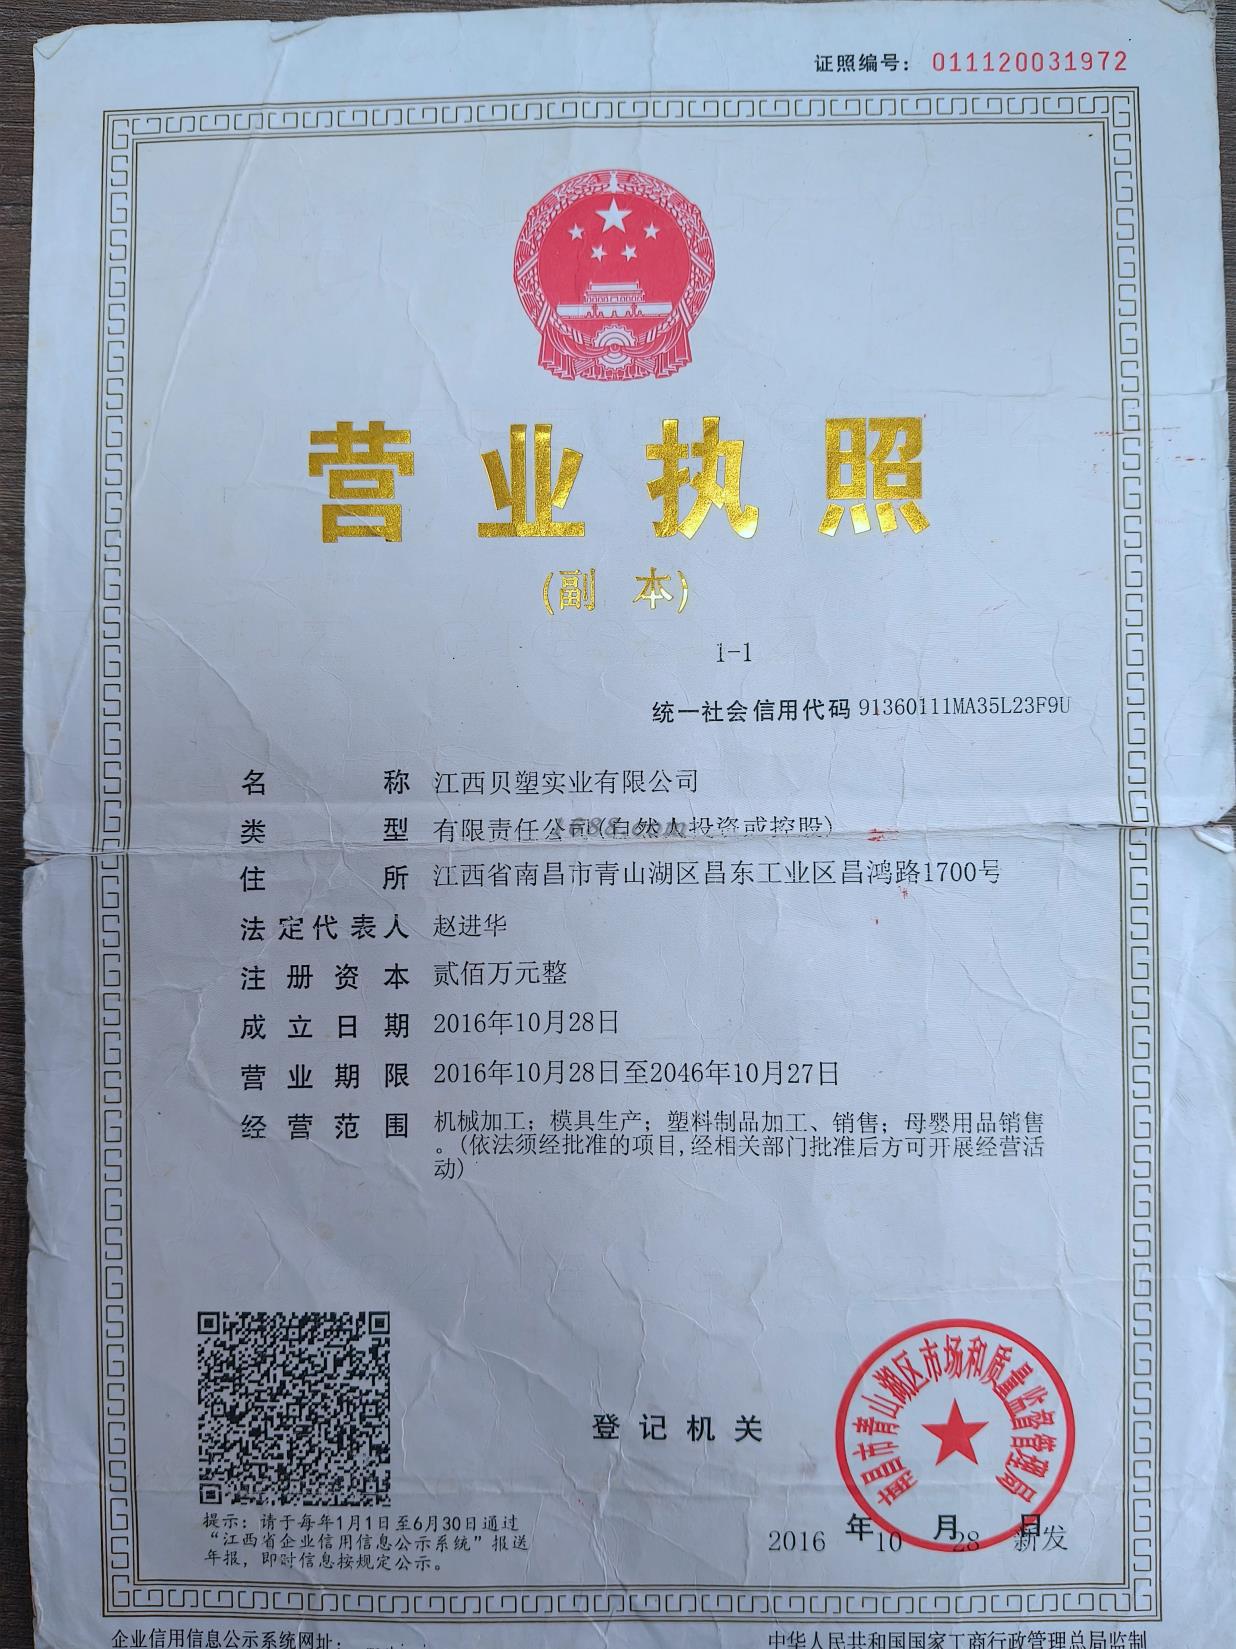 证照编号：011120031972
营业执照
(副本)
1-1
统一社会信用代码 91360111MA35L23F9U
名称 江西贝塑实业有限公司
类型 有限责任公司(自然人投资或控股)
住所 江西省南昌市青山湖区昌东工业区昌鸿路1700号
法定代表人 赵进华
注册资本 贰佰万元整
成立日期 2016年10月28日
营业期限 2016年10月28日至2046年10月27日
经营范围 机械加工；模具生产；塑料制品加工、销售；母婴用品销售
。(依法须经批准的项目,经相关部门批准后方可开展经营活
动)
登记机关
南昌市青山湖区市场和质量监督管理局
2016年10月28日 新发
提示：请于每年1月1日至6月30日通过
“江西省企业信用信息公示系统”报送
年报，即时信息按规定公示。
企业信用信息公示系统网址：
中华人民共和国国家工商行政管理总局监制
1688.com